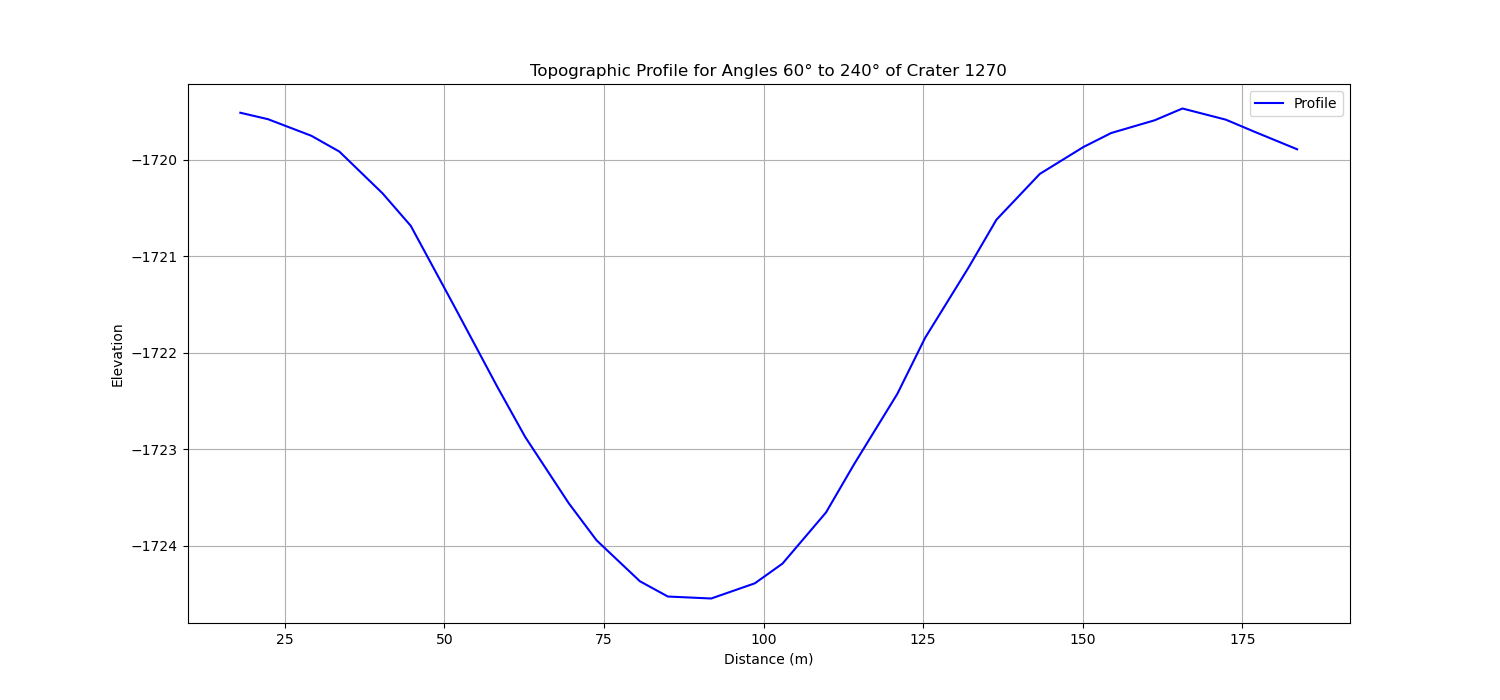 Topographic Profile for Angles 60° to 240° of Crater 1270
Profile
−1720
−1721
−1722
−1723
−1724
Elevation
25 50 75 100 125 150 175
Distance (m)